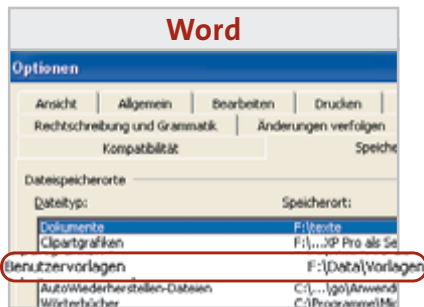 Word
Optionen
Ansicht Allgemein Bearbeiten Drucken
Rechtschreibung und Grammatik Änderungen verfolgen
Kompatibilität Speiche
Dateispeicherorte
Dateityp: Speicherort:
Dokumente F:\texte
Clipartgrafiken F:\...XP Pro als Se
Benutzervorlagen F:\Data\Vorlagen
AutoWiederherstellen-Dateien C:\...\go\Anwend
Wörterbücher C:\Programme\Mic